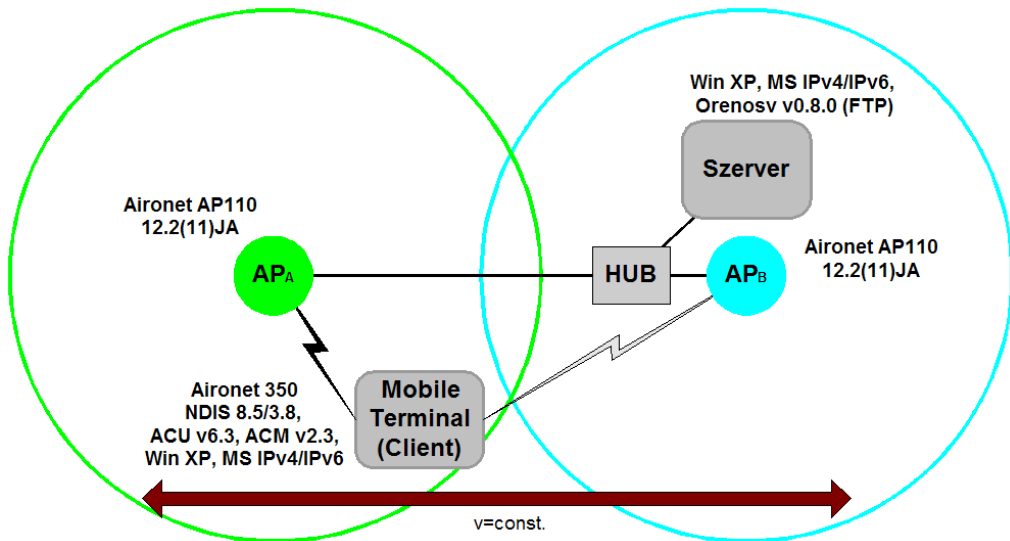 Win XP, MS IPv4/IPv6,
Orenosv v0.8.0 (FTP)
Szerver
Aironet AP110
12.2(11)JA
APA
HUB
APB
Aironet AP110
12.2(11)JA
Aironet 350
NDIS 8.5/3.8,
ACU v6.3, ACM v2.3,
Win XP, MS IPv4/IPv6
Mobile
Terminal
(Client)
v=const.